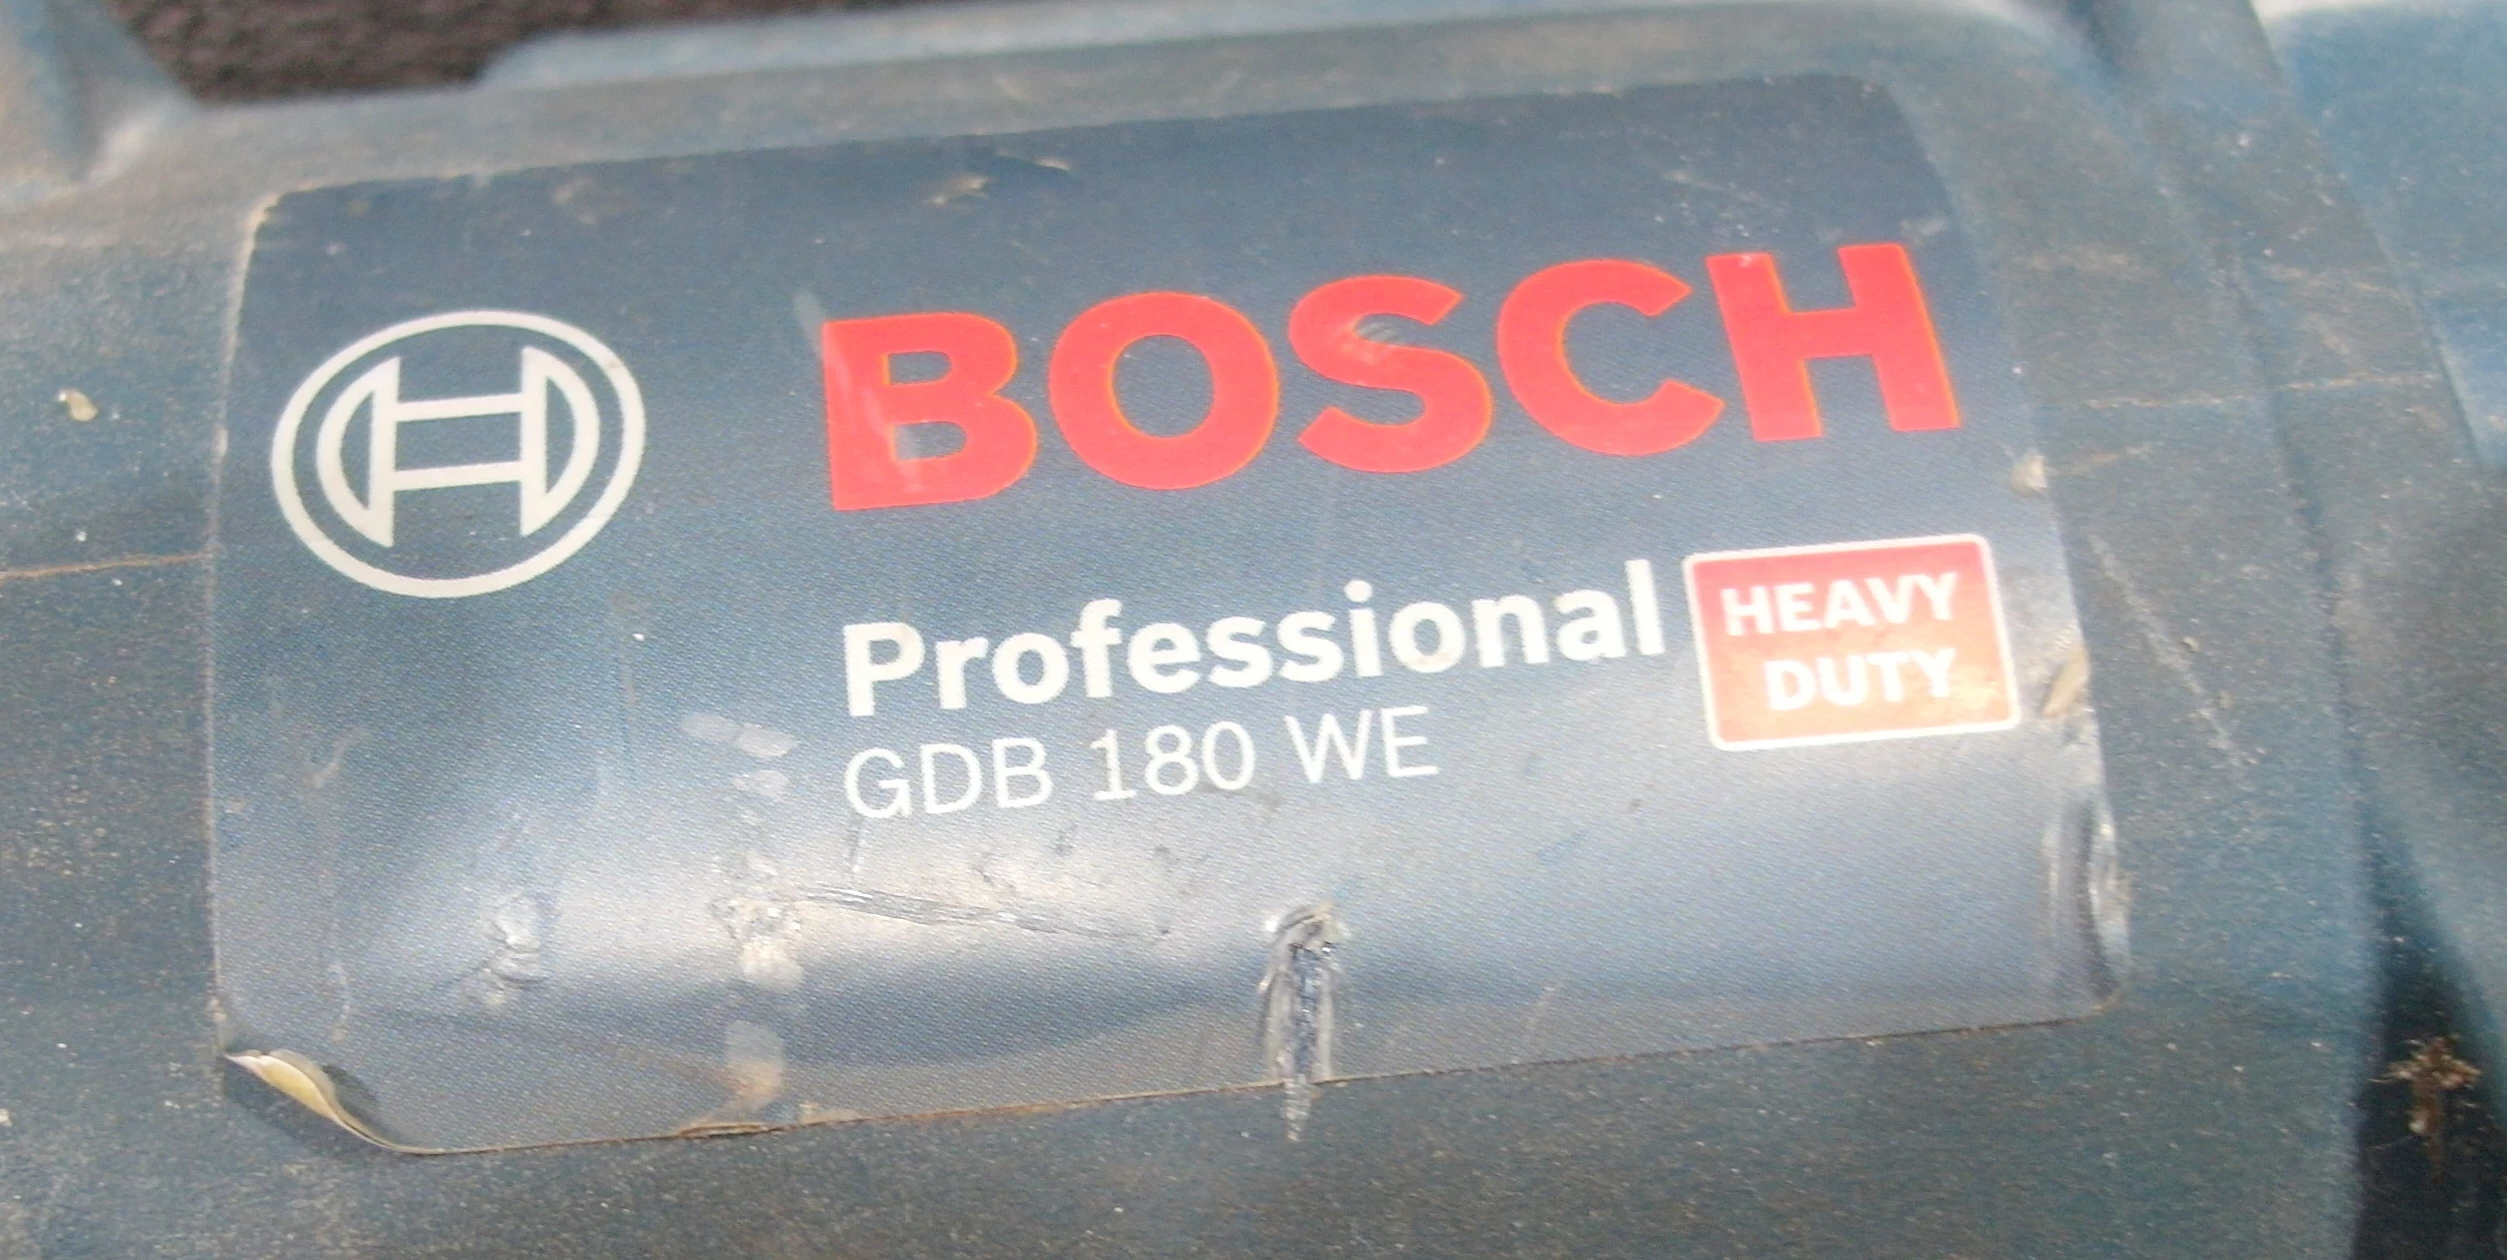 BOSCH
Professional
HEAVY
DUTY
GDB 180 WE